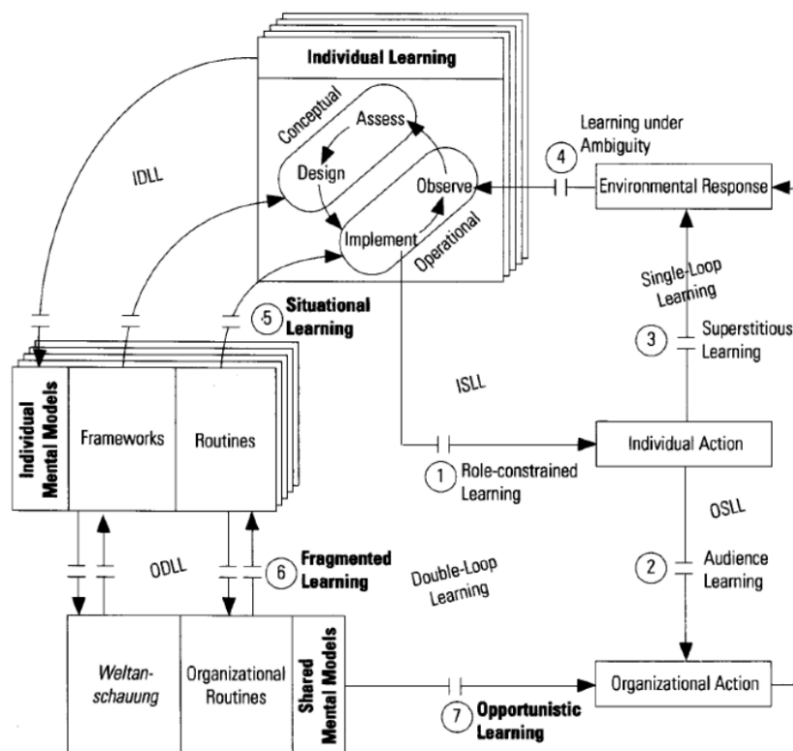 Individual Learning
Conceptual
Assess
Design
Observe
Implement
Operational
4
Learning under
Ambiguity
Environmental Response
IDLL
5
Situational
Learning
Single-Loop
Learning
3
Superstitious
Learning
ISLL
Individual
Mental Models
Frameworks
Routines
1
Role-constrained
Learning
Individual Action
OSLL
ODLL
6
Fragmented
Learning
Double-Loop
Learning
2
Audience
Learning
Weltan-
schauung
Organizational
Routines
Shared
Mental Models
7
Opportunistic
Learning
Organizational Action